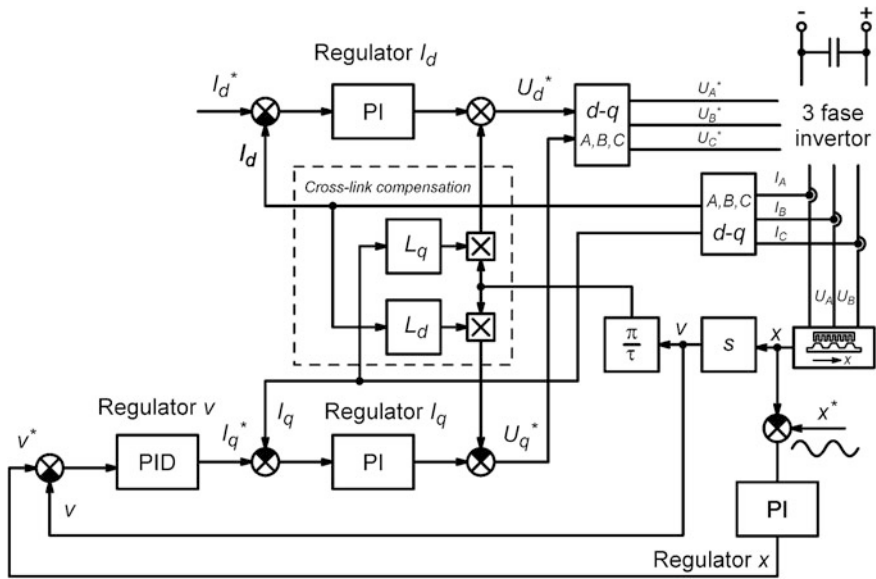 - +
Regulator I_d
I_d* PI U_d* d-q A,B,C
U_A*
U_B*
U_C*
3 fase
invertor
I_d
Cross-link compensation
A,B,C
d-q
I_A
I_B
I_C
L_q
L_d
U_A U_B
π
τ
v
s
x
x
Regulator v
Regulator I_q
v* PID I_q* I_q PI U_q*
x*
v
PI
Regulator x